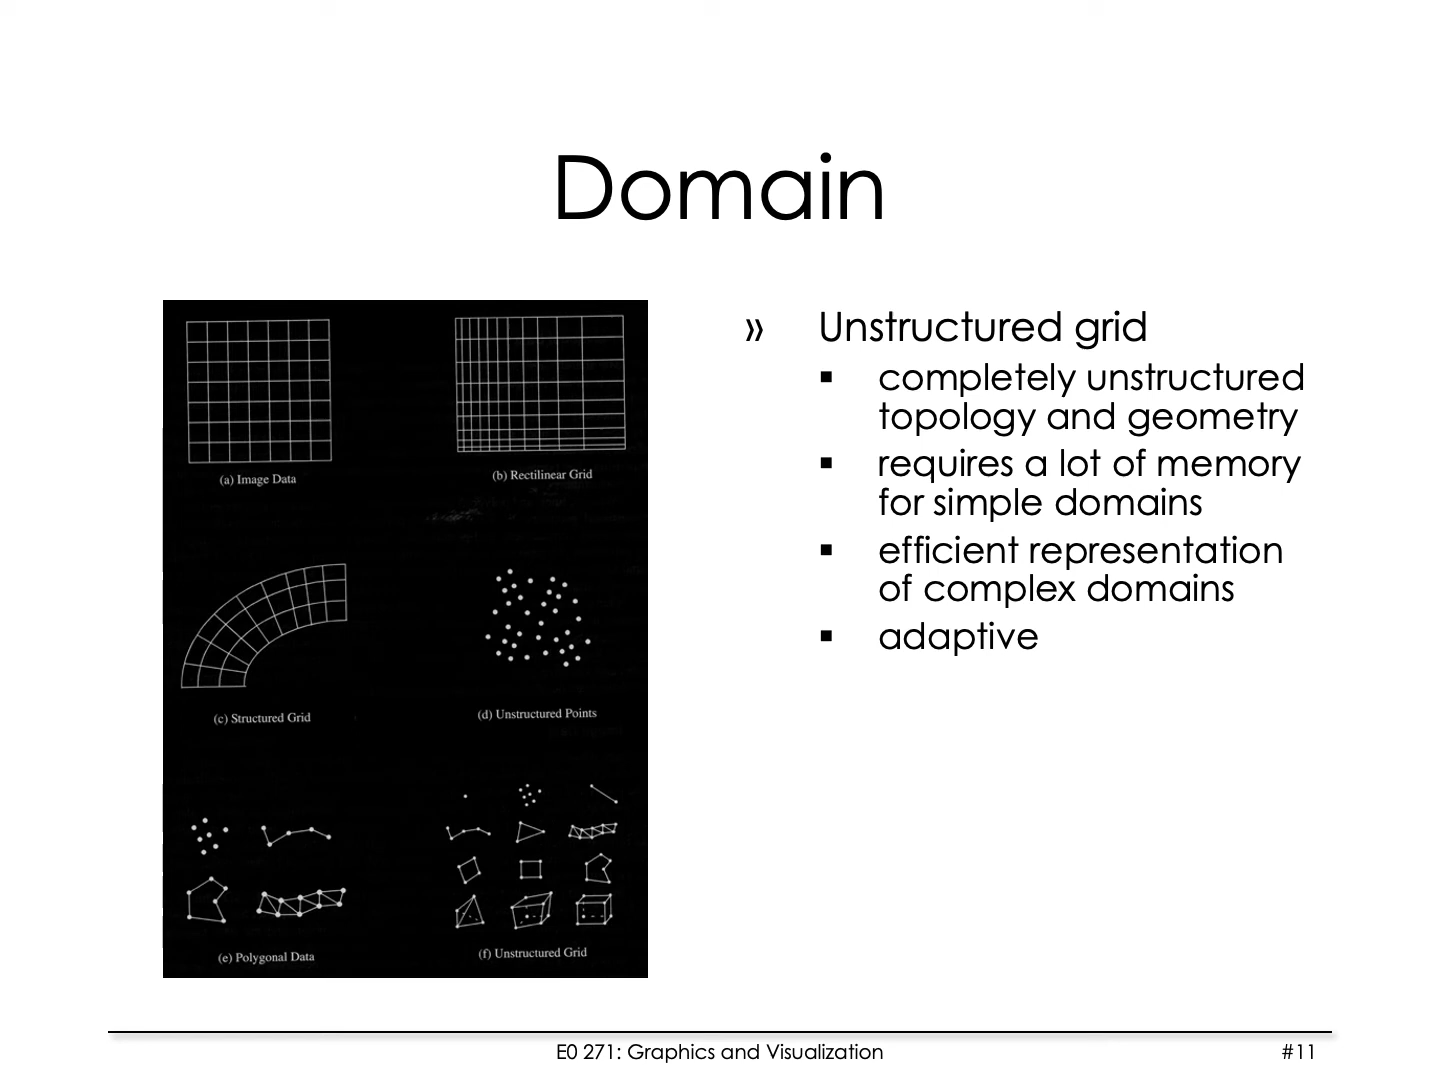 Domain
(a) Image Data
(b) Rectilinear Grid
(c) Structured Grid
(d) Unstructured Points
(e) Polygonal Data
(f) Unstructured Grid
» Unstructured grid
▪ completely unstructured
topology and geometry
▪ requires a lot of memory
for simple domains
▪ efficient representation
of complex domains
▪ adaptive
E0 271: Graphics and Visualization
#11